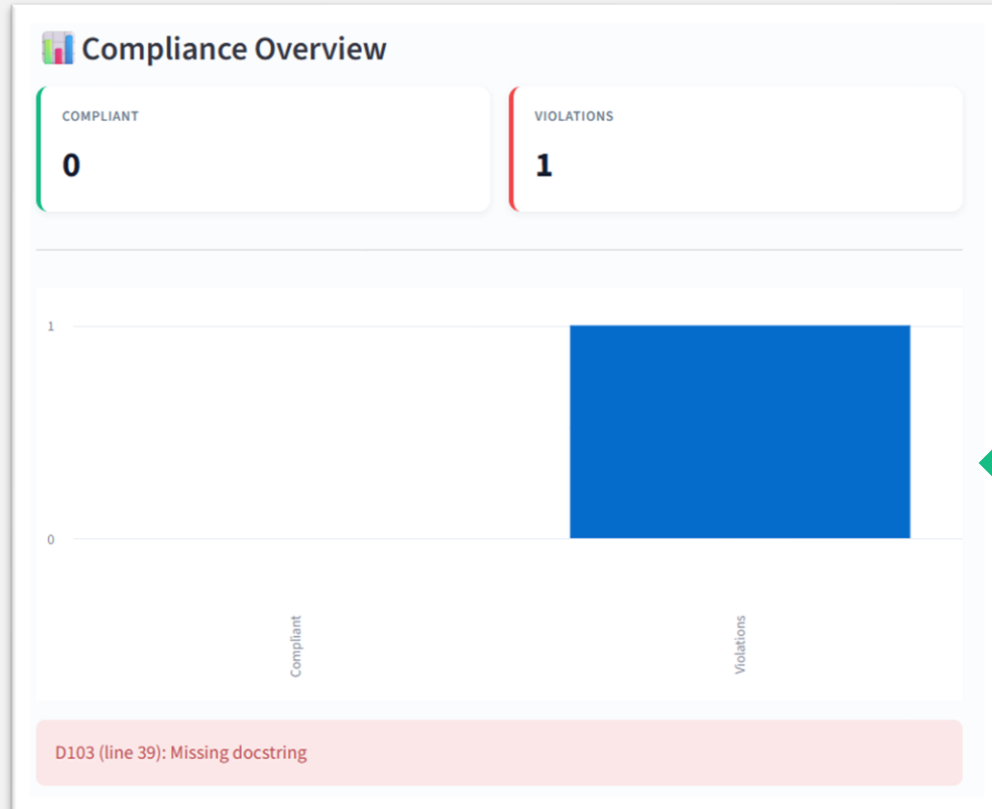 Compliance Overview
COMPLIANT
0
VIOLATIONS
1
1
0
Compliant
Violations
D103 (line 39): Missing docstring